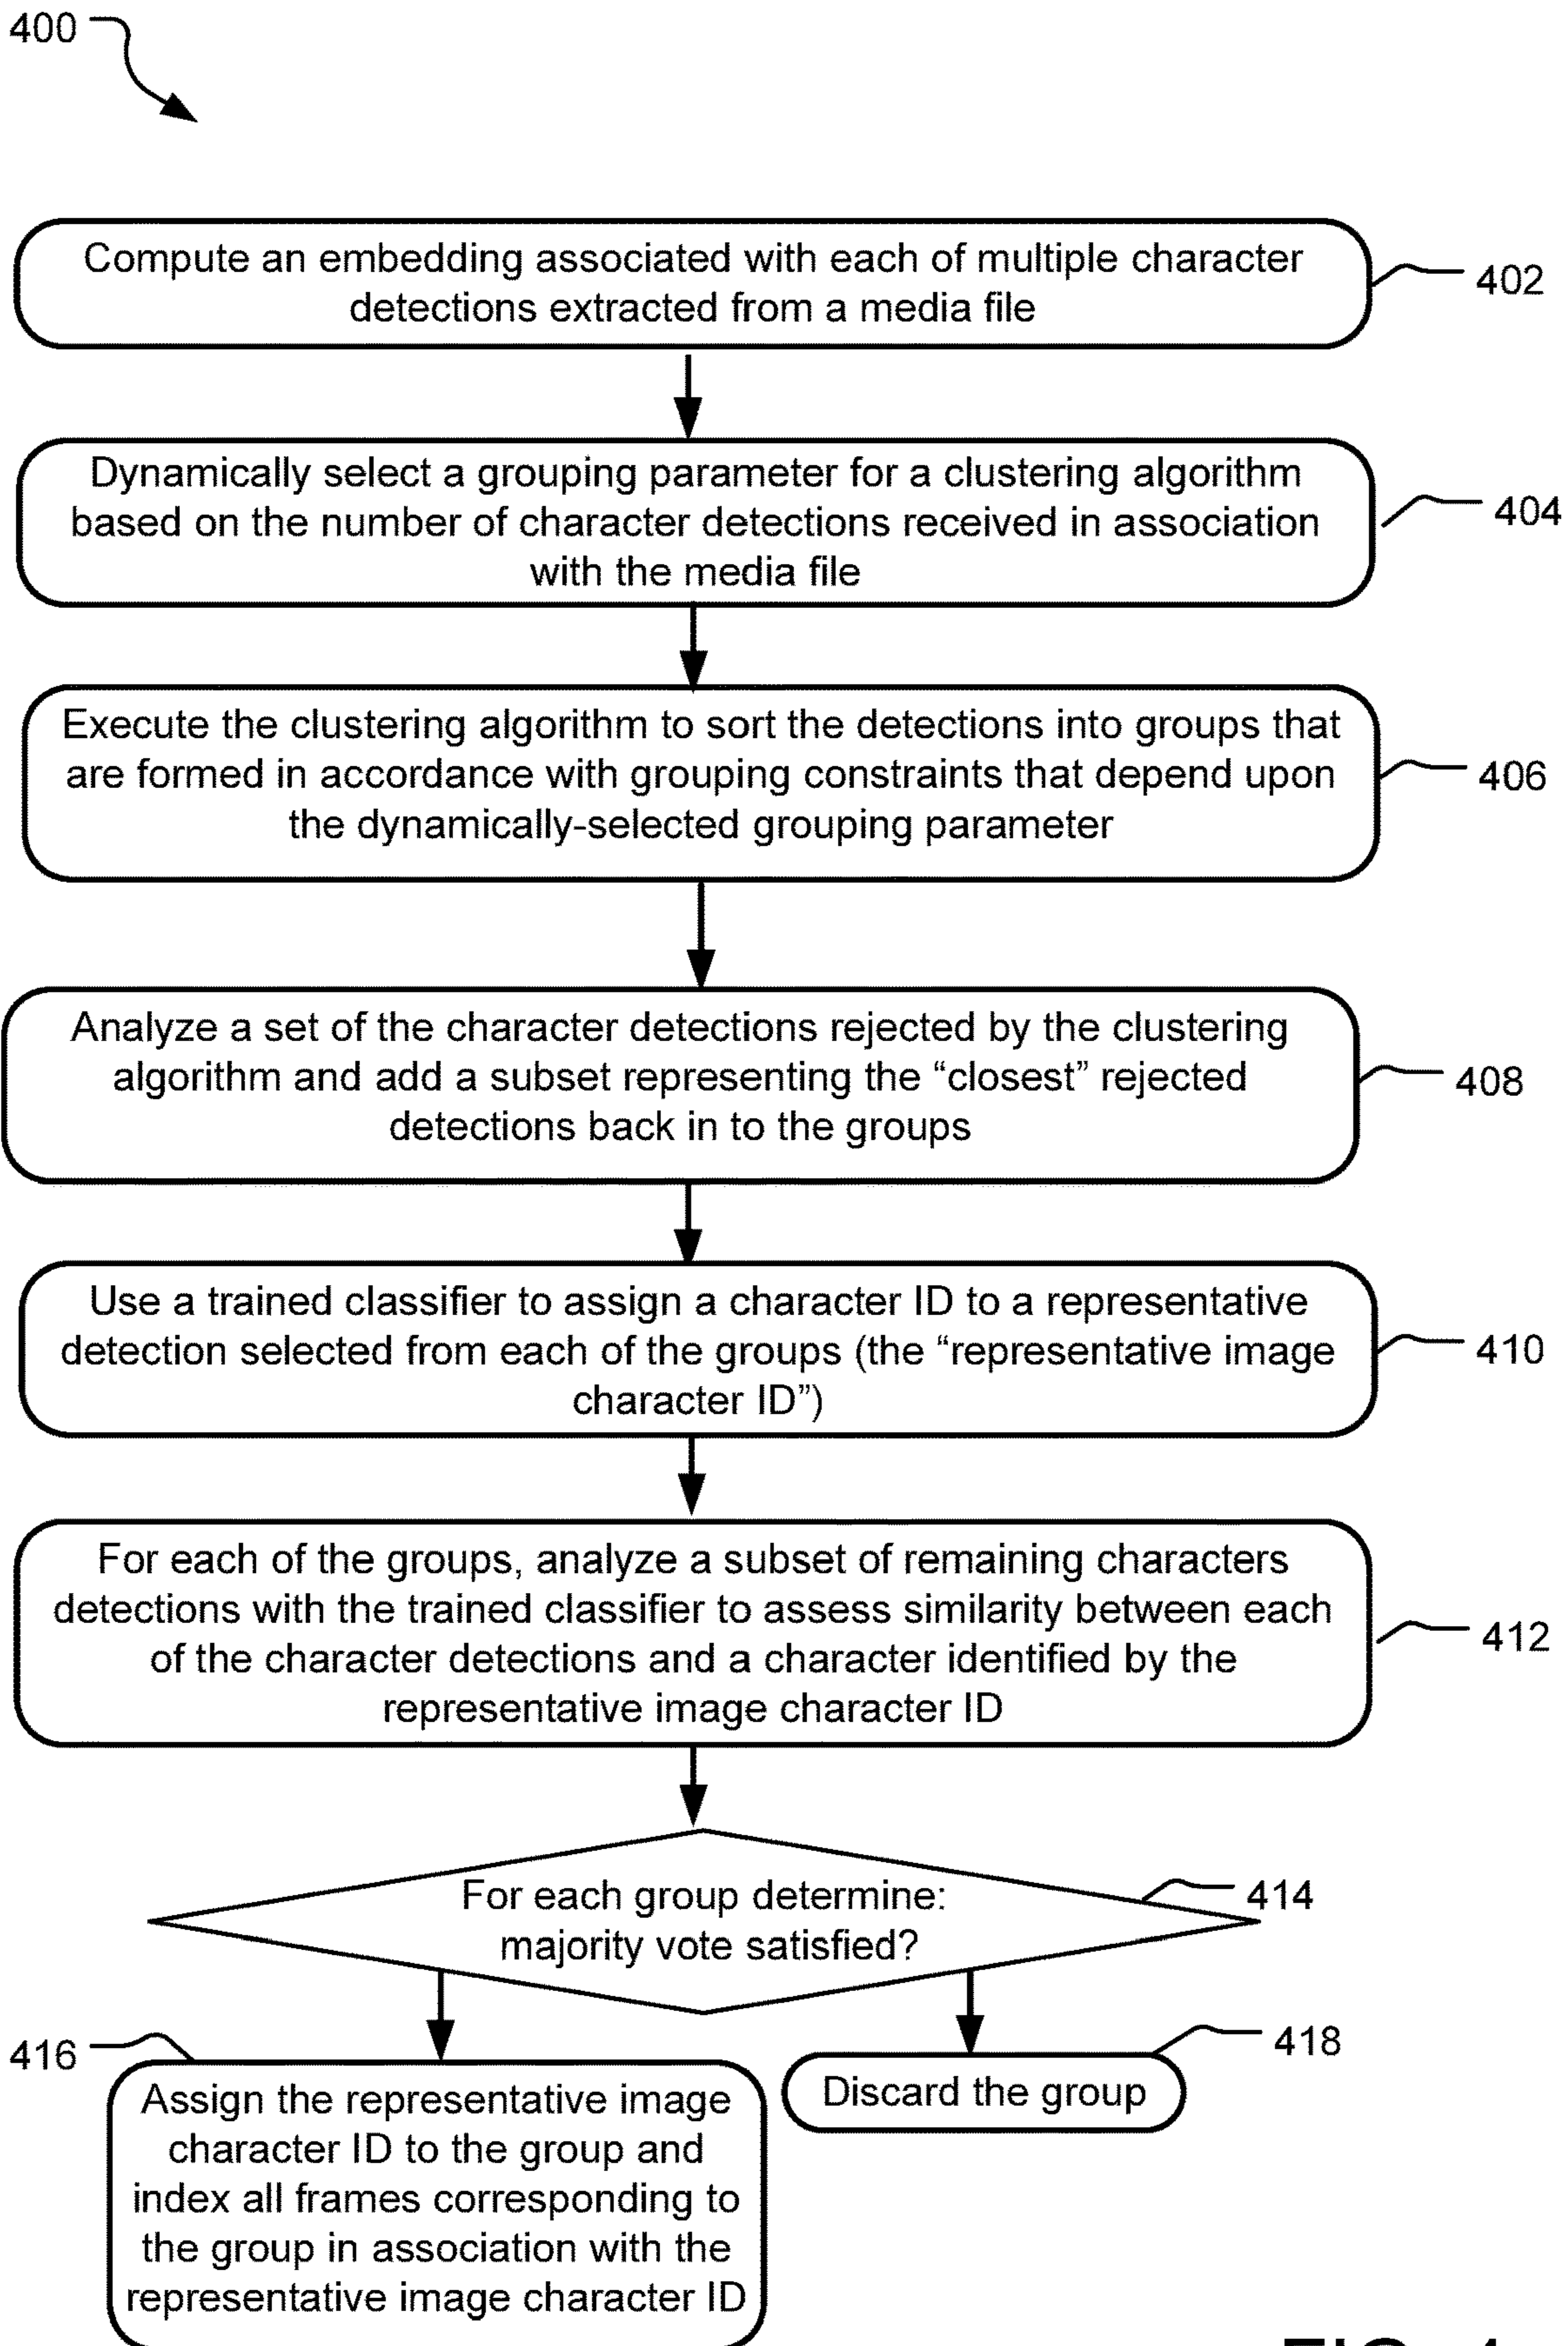 400
Compute an embedding associated with each of multiple character
detections extracted from a media file
402
Dynamically select a grouping parameter for a clustering algorithm
based on the number of character detections received in association
with the media file
404
Execute the clustering algorithm to sort the detections into groups that
are formed in accordance with grouping constraints that depend upon
the dynamically-selected grouping parameter
406
Analyze a set of the character detections rejected by the clustering
algorithm and add a subset representing the “closest” rejected
detections back in to the groups
408
Use a trained classifier to assign a character ID to a representative
detection selected from each of the groups (the “representative image
character ID”)
410
For each of the groups, analyze a subset of remaining characters
detections with the trained classifier to assess similarity between each
of the character detections and a character identified by the
representative image character ID
412
For each group determine:
majority vote satisfied?
414
416
Assign the representative image
character ID to the group and
index all frames corresponding to
the group in association with the
representative image character ID
418
Discard the group